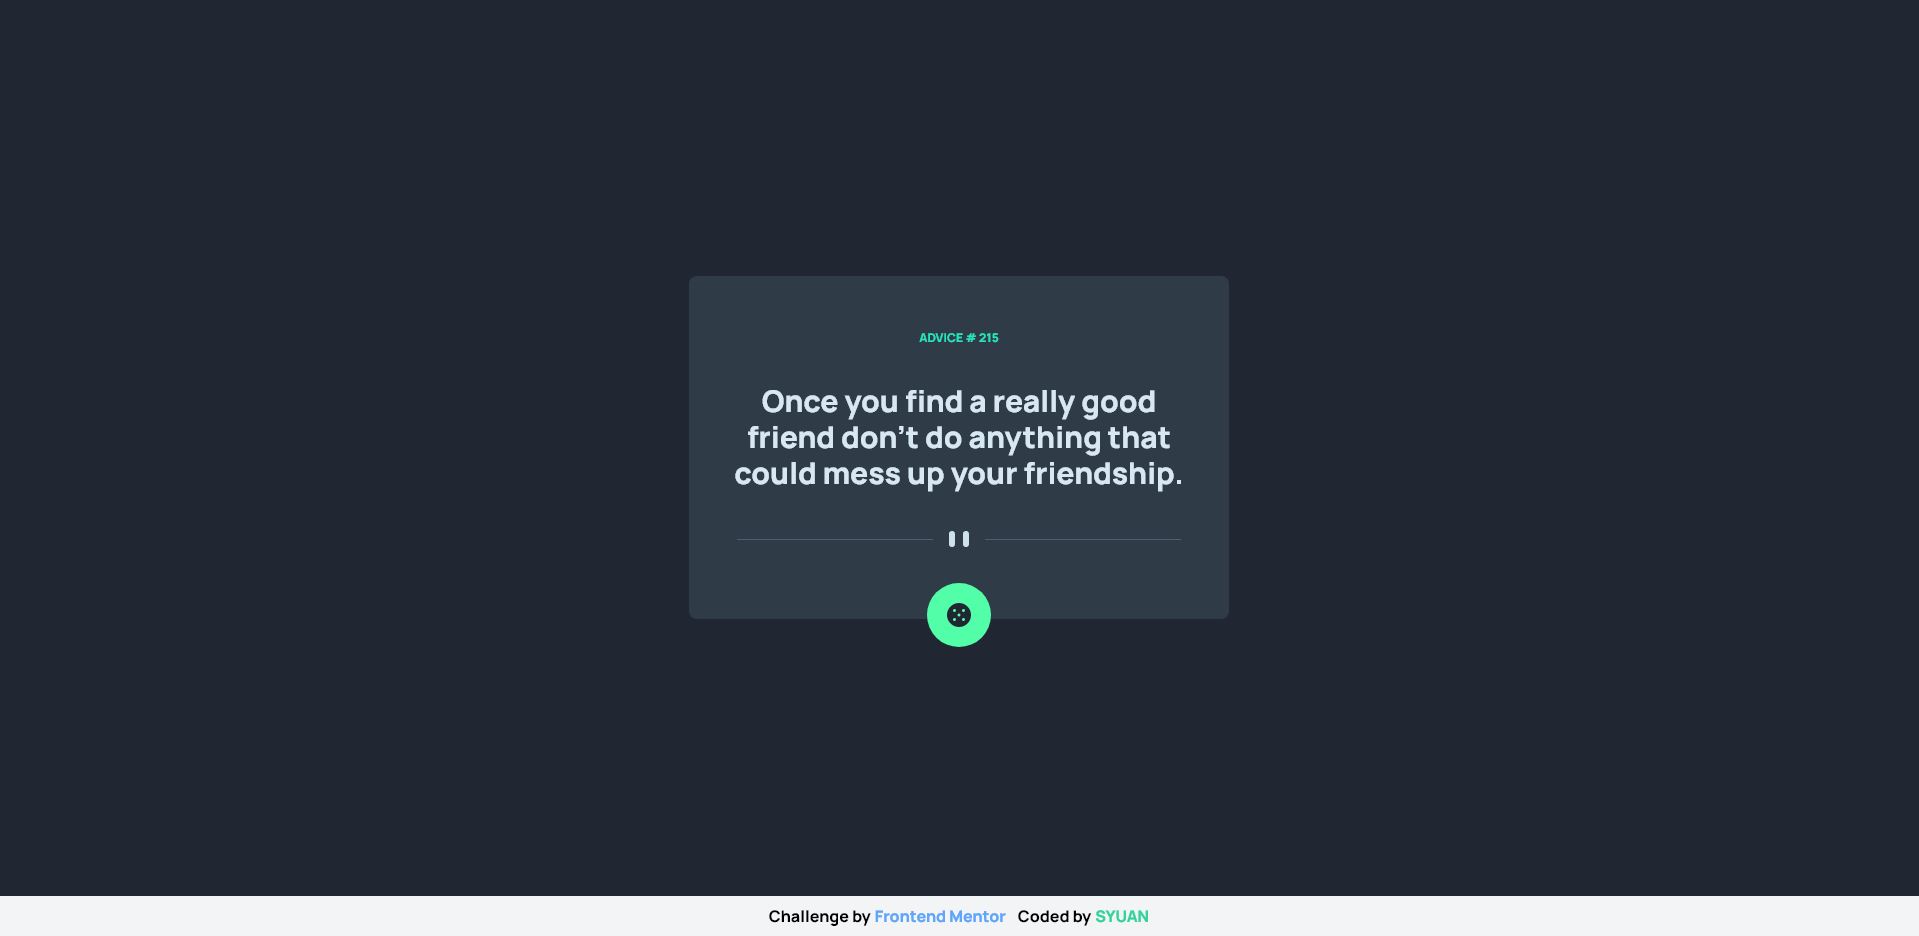 ADVICE # 215
Once you find a really good
friend don't do anything that
could mess up your friendship.
Challenge by Frontend Mentor Coded by SYUAN